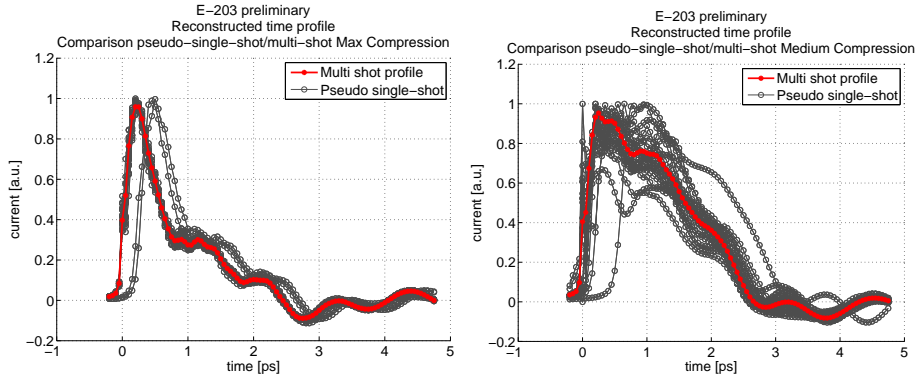 E−203 preliminary
Reconstructed time profile
Comparison pseudo−single−shot/multi−shot Max Compression
Multi shot profile
Pseudo single−shot
1.2
1
0.8
0.6
0.4
0.2
0
−0.2
current [a.u.]
−1
0
1
2
3
4
5
time [ps]
E−203 preliminary
Reconstructed time profile
Comparison pseudo−single−shot/multi−shot Medium Compression
Multi shot profile
Pseudo single−shot
1.2
1
0.8
0.6
0.4
0.2
0
−0.2
current [a.u.]
−1
0
1
2
3
4
5
time [ps]